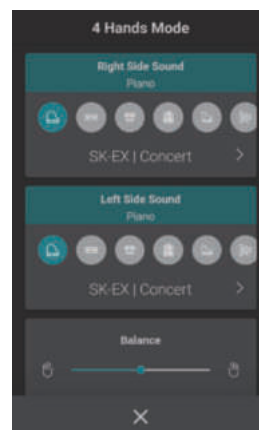 4 Hands Mode
Right Side Sound
Piano
SK-EX | Concert
Left Side Sound
Piano
SK-EX | Concert
Balance